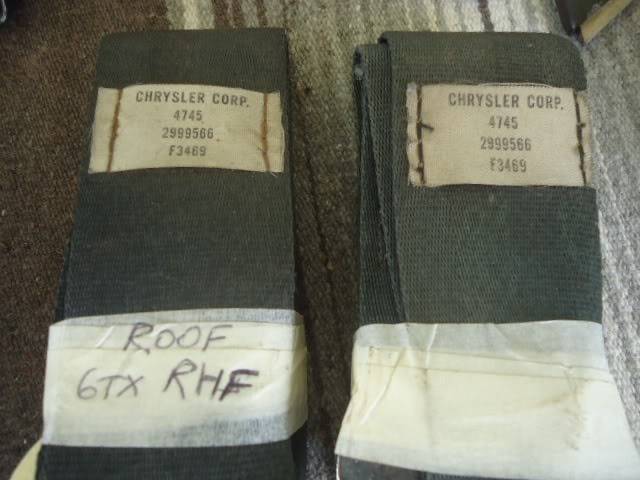 CHRYSLER CORP.
4745
2999566
F3469
CHRYSLER CORP.
4745
2999566
F3469
ROOF
GTX RHF